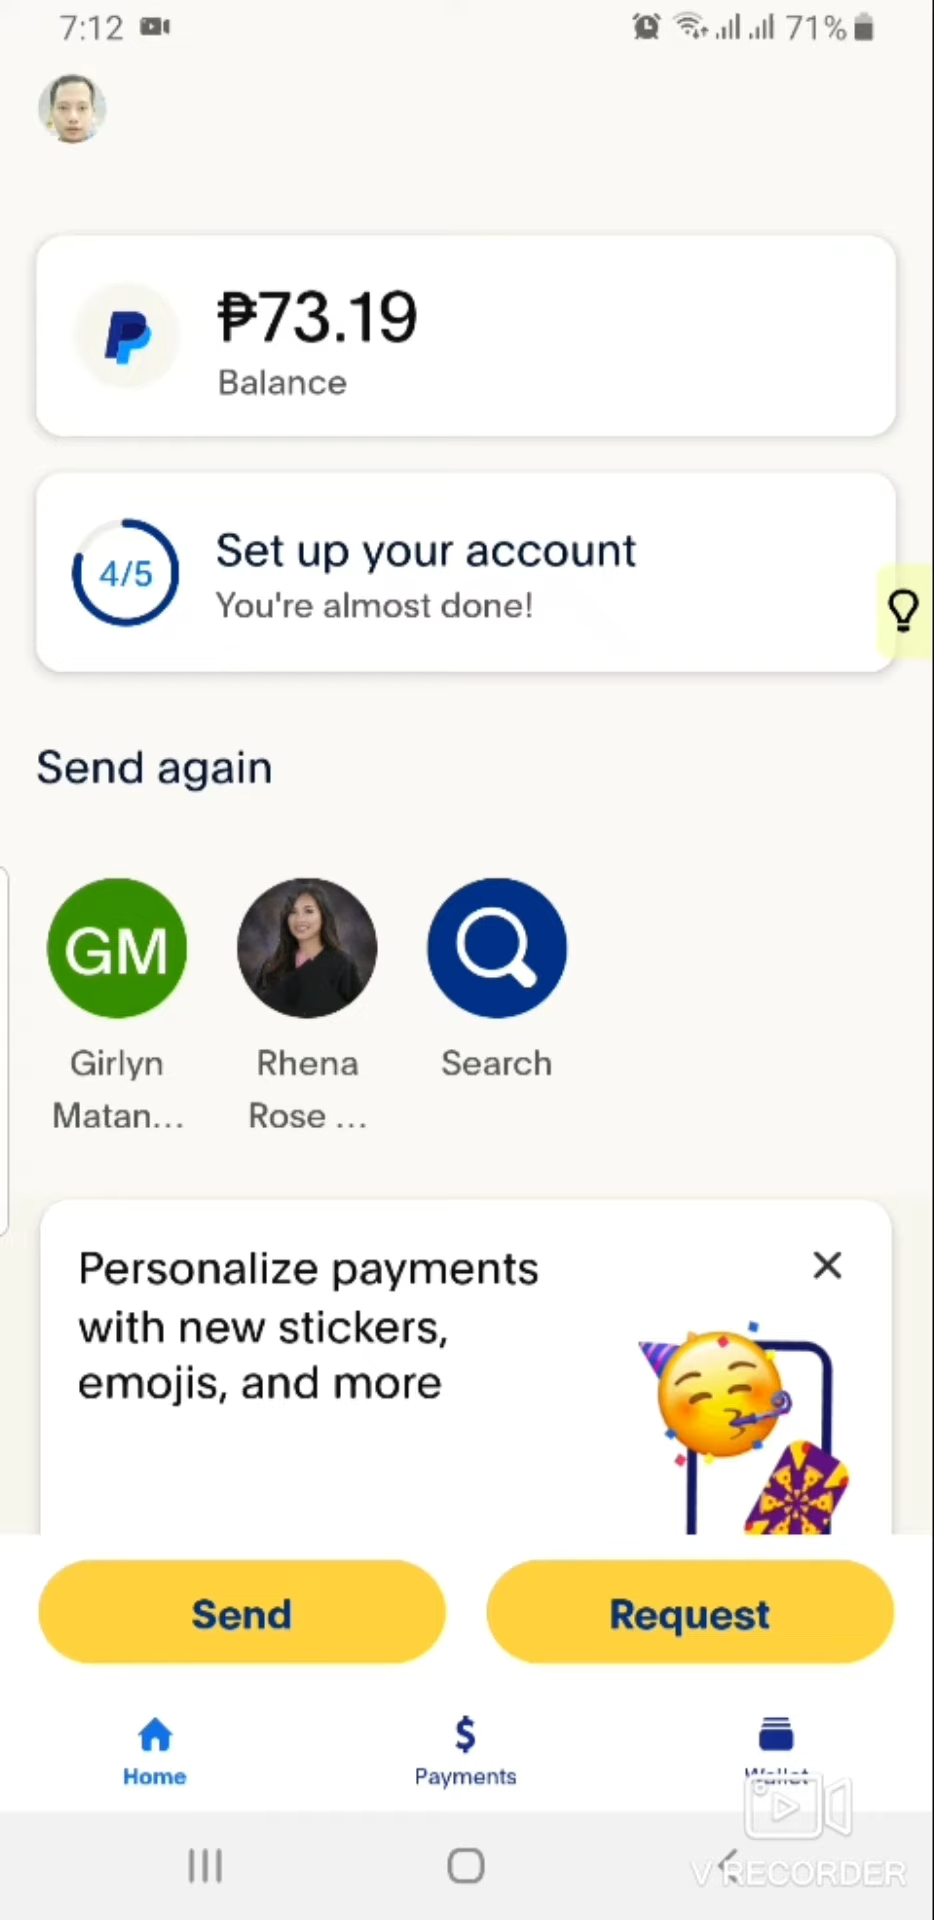 7:12
71%
₱73.19
Balance
4/5
Set up your account
You're almost done!
Send again
GM
Girlyn
Matan...
Rhena
Rose ...
Search
Personalize payments
with new stickers,
emojis, and more
Send
Request
Home
Payments
Wallet
VRECORDER